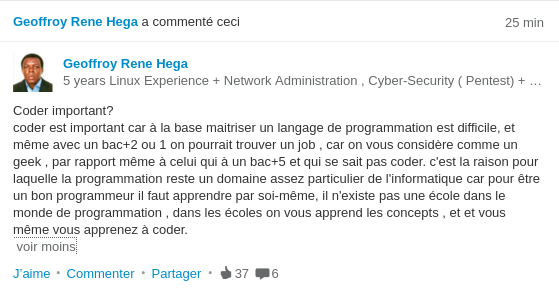 Geoffroy Rene Hega a commenté ceci 25 min
Geoffroy Rene Hega
5 years Linux Experience + Network Administration , Cyber-Security ( Pentest) + ...
Coder important?
coder est important car à la base maitriser un langage de programmation est difficile, et
même avec un bac+2 ou 1 on pourrait trouver un job , car on vous considère comme un
geek , par rapport même à celui qui à un bac+5 et qui se sait pas coder. c'est la raison pour
laquelle la programmation reste un domaine assez particulier de l'informatique car pour être
un bon programmeur il faut apprendre par soi-même, il n'existe pas une école dans le
monde de programmation , dans les écoles on vous apprend les concepts , et et vous
même vous apprenez à coder.
voir moins
J'aime • Commenter • Partager • 37 6